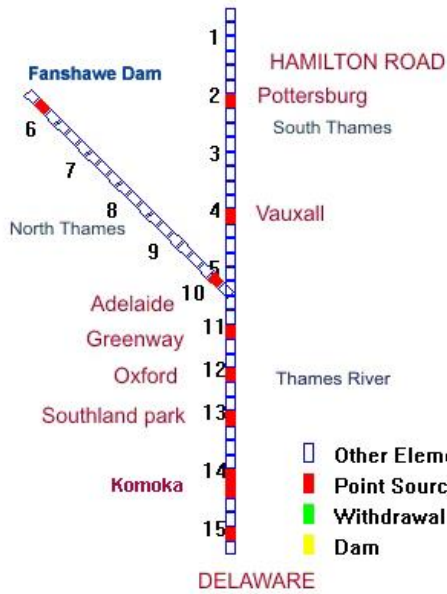 1
HAMILTON ROAD
Fanshawe Dam
2
Pottersburg
6
South Thames
3
7
8
4
Vauxall
North Thames
9
5
10
Adelaide
11
Greenway
12
Oxford
Thames River
13
Southland park
14
Other Eleme
Komoka
Point Sourc
Withdrawal
15
Dam
DELAWARE